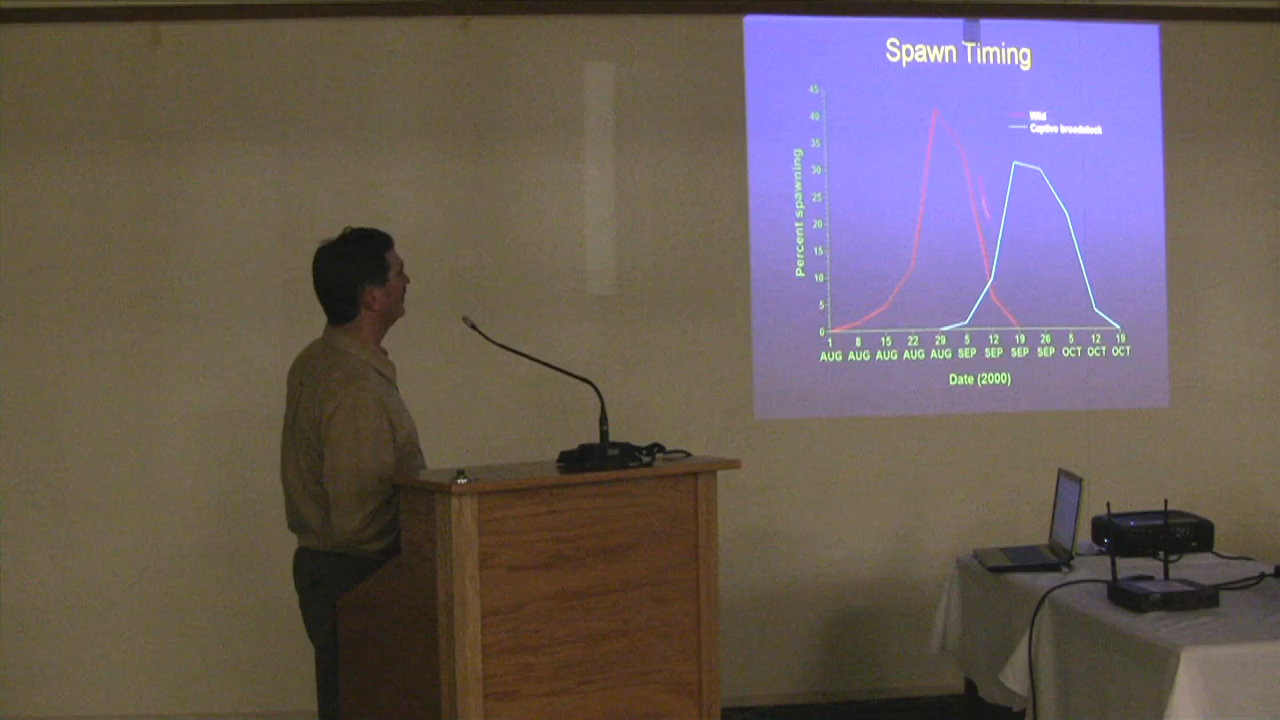 Spawn Timing
45
40
35
30
25
20
15
10
5
0
Percent spawning
Wild
Captive broodstock
1 8 15 22 29 5 12 19 26 5 12 19
AUG AUG AUG AUG AUG SEP SEP SEP SEP OCT OCT OCT
Date (2000)